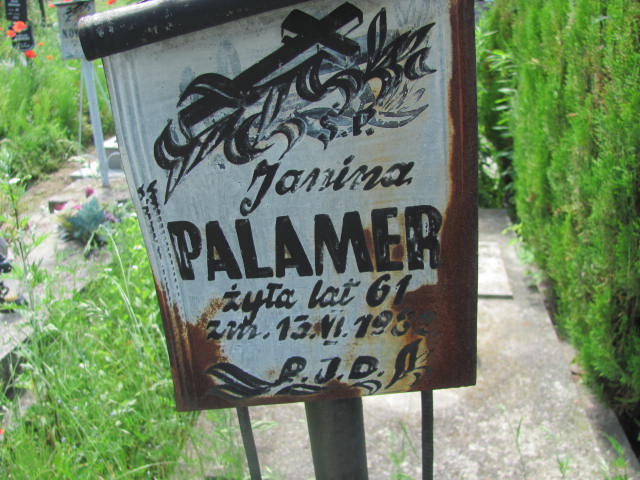 Ś.P.
Janina
PALAMER
żyła lat 61
zm. 13.VI.
P.J.D.